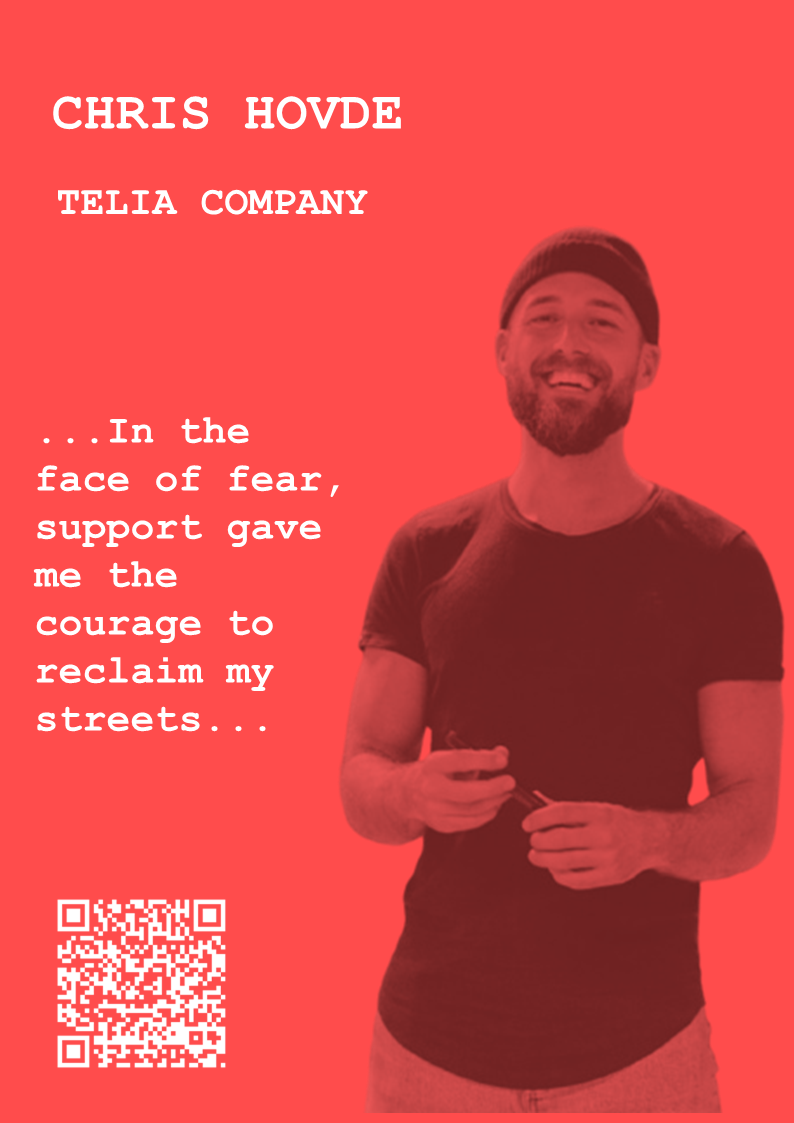 CHRIS HOVDE
TELIA COMPANY
...In the
face of fear,
support gave
me the
courage to
reclaim my
streets...